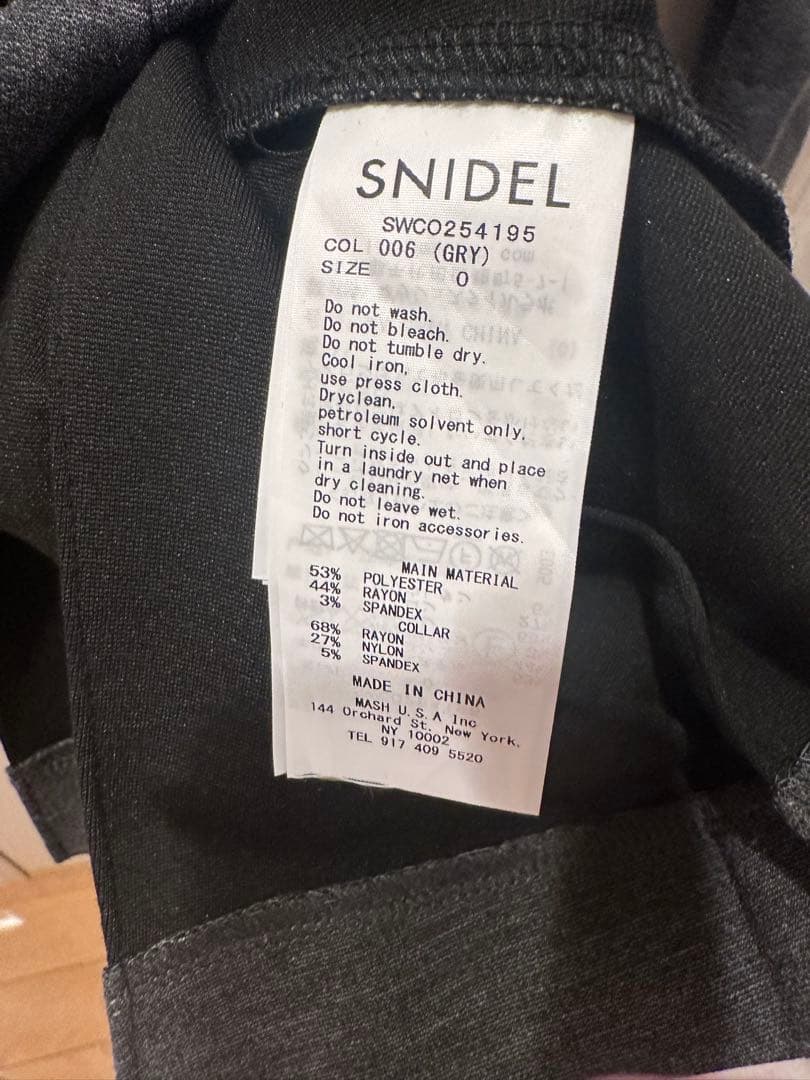 SNIDEL
SWCO254195
COL 006 (GRY)
SIZE 0
Do not wash.
Do not bleach.
Do not tumble dry.
Cool iron,
use press cloth.
Dryclean,
petroleum solvent only,
short cycle.
Turn inside out and place
in a laundry net when
dry cleaning.
Do not leave wet.
Do not iron accessories.
MAIN MATERIAL
53% POLYESTER
44% RAYON
3% SPANDEX
COLLAR
68% RAYON
27% NYLON
5% SPANDEX
MADE IN CHINA
MASH U.S.A Inc
144 Orchard St. New York,
NY 10002
TEL 917 409 5520